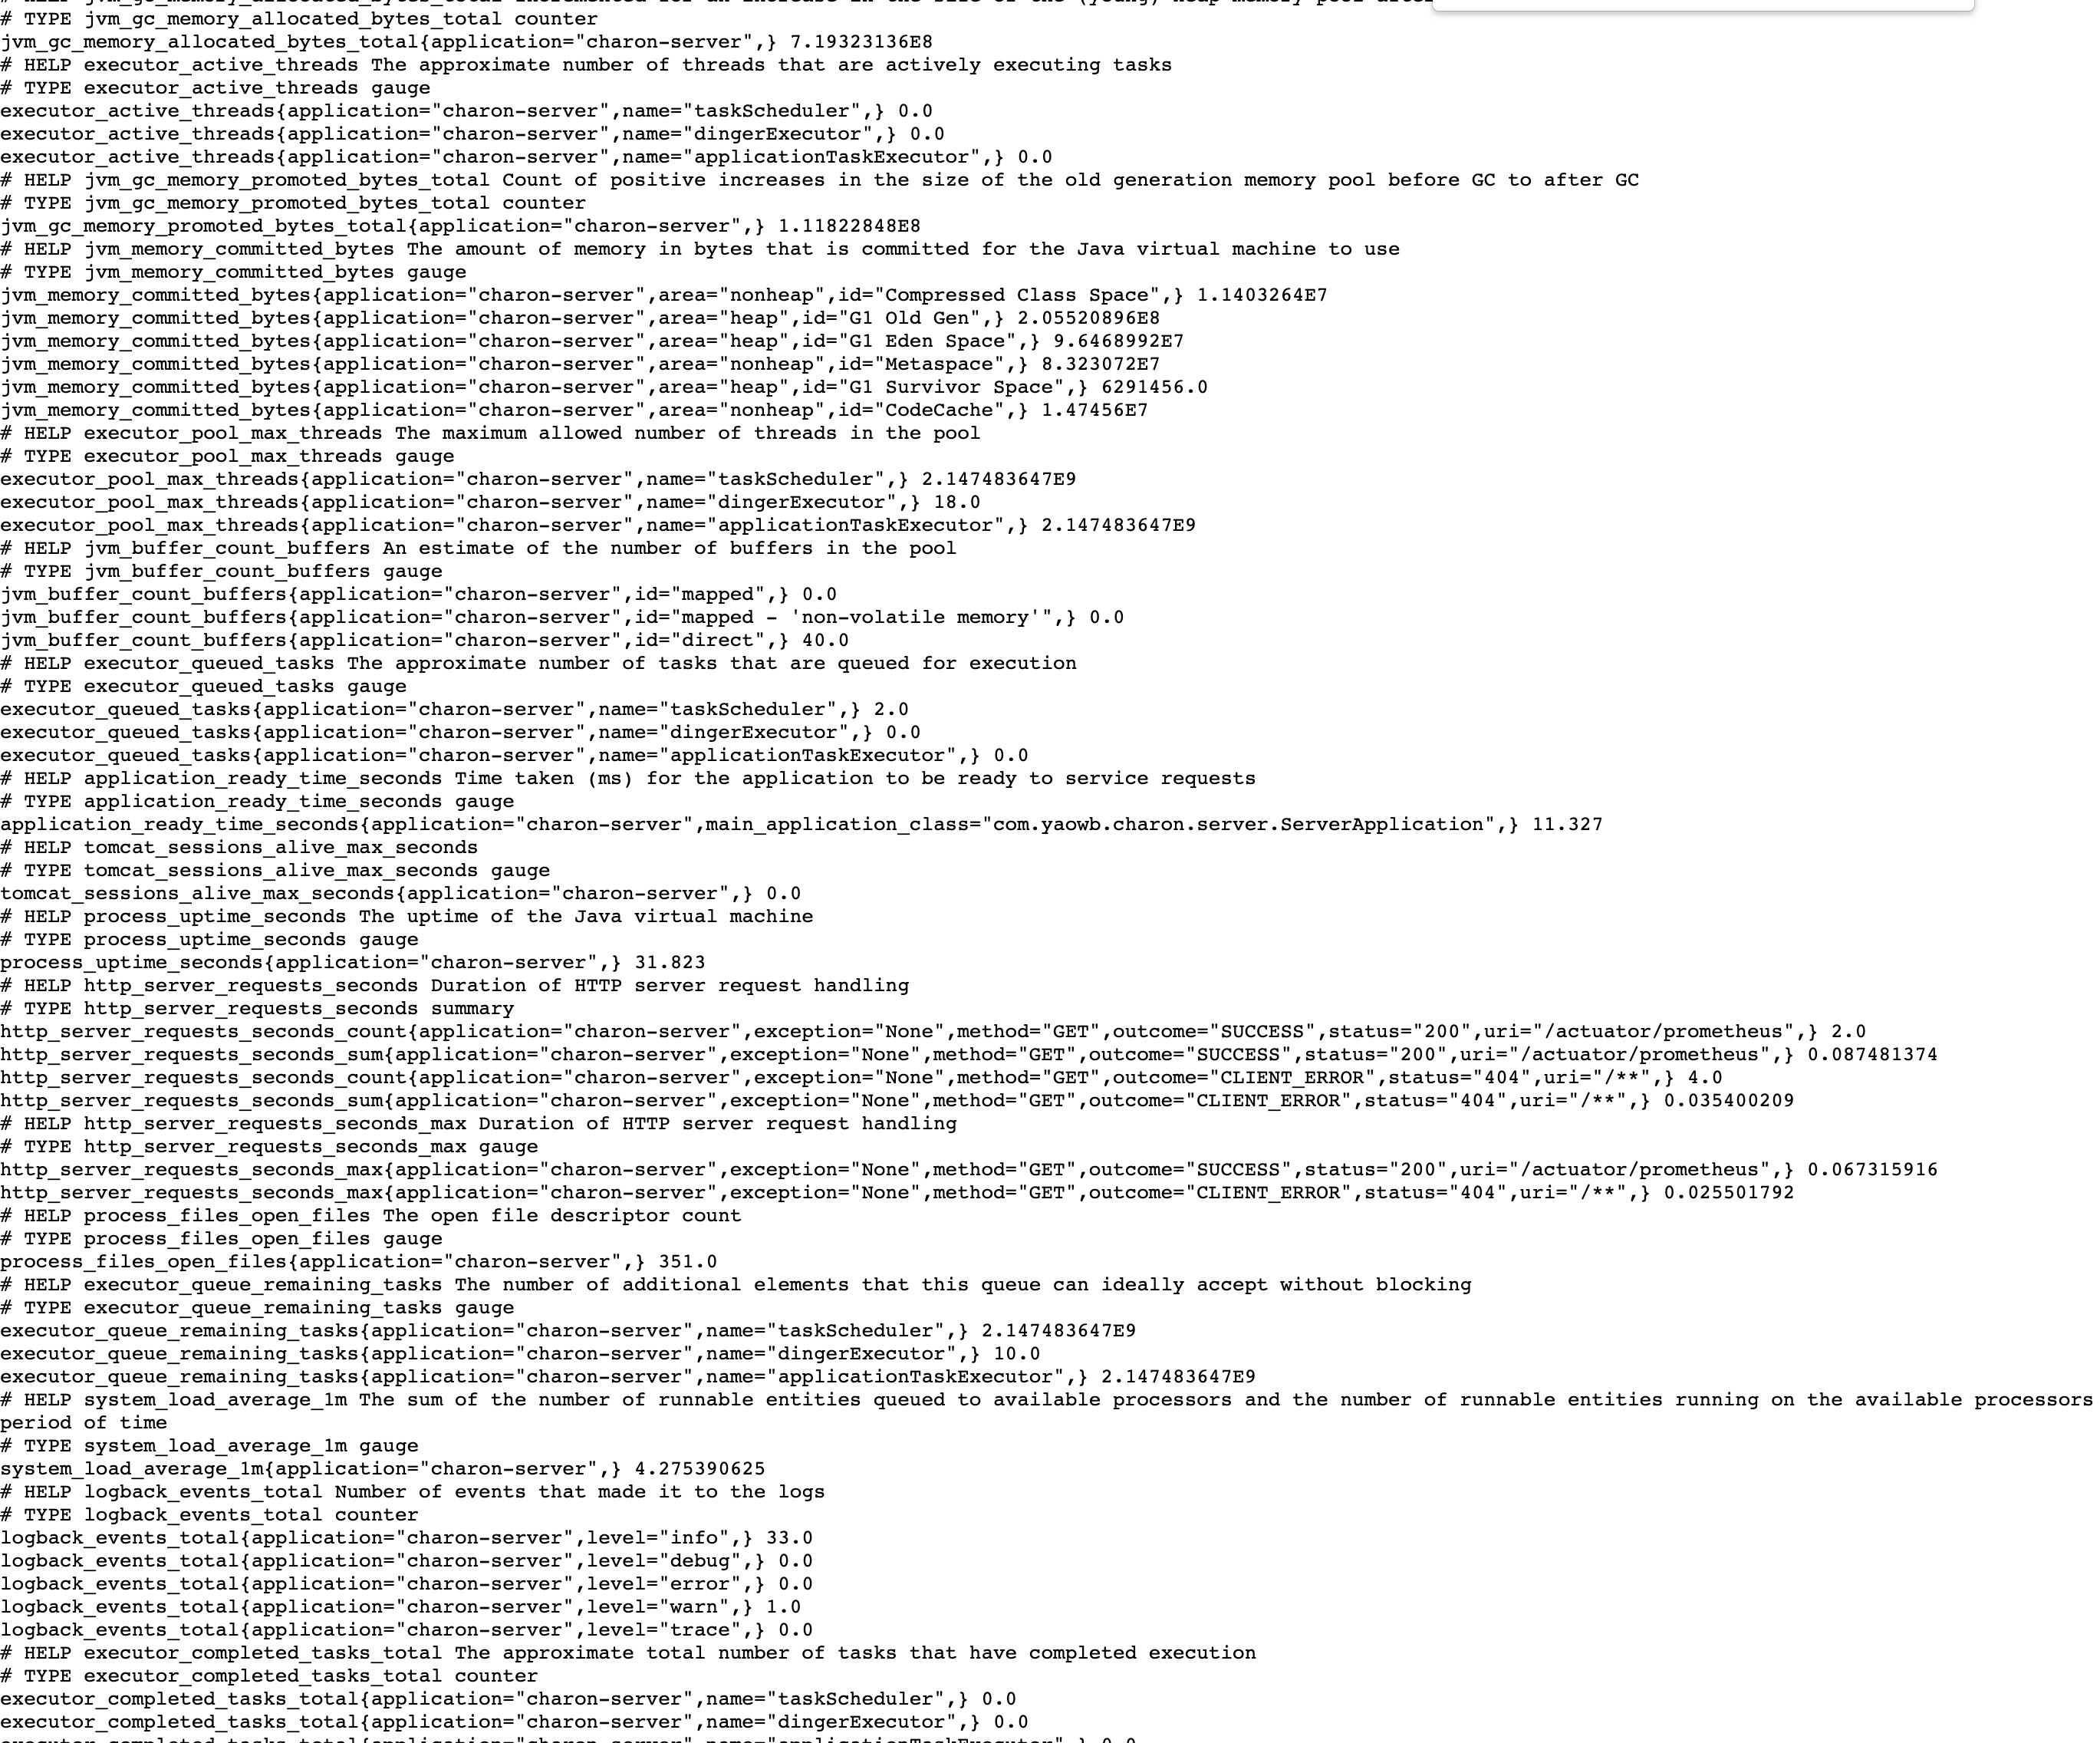 # TYPE jvm_gc_memory_allocated_bytes_total counter
jvm_gc_memory_allocated_bytes_total{application="charon-server",} 7.19323136E8
# HELP executor_active_threads The approximate number of threads that are actively executing tasks
# TYPE executor_active_threads gauge
executor_active_threads{application="charon-server",name="taskScheduler",} 0.0
executor_active_threads{application="charon-server",name="dingerExecutor",} 0.0
executor_active_threads{application="charon-server",name="applicationTaskExecutor",} 0.0
# HELP jvm_gc_memory_promoted_bytes_total Count of positive increases in the size of the old generation memory pool before GC to after GC
# TYPE jvm_gc_memory_promoted_bytes_total counter
jvm_gc_memory_promoted_bytes_total{application="charon-server",} 1.11822848E8
# HELP jvm_memory_committed_bytes The amount of memory in bytes that is committed for the Java virtual machine to use
# TYPE jvm_memory_committed_bytes gauge
jvm_memory_committed_bytes{application="charon-server",area="nonheap",id="Compressed Class Space",} 1.1403264E7
jvm_memory_committed_bytes{application="charon-server",area="heap",id="G1 Old Gen",} 2.05520896E8
jvm_memory_committed_bytes{application="charon-server",area="heap",id="G1 Eden Space",} 9.6468992E7
jvm_memory_committed_bytes{application="charon-server",area="nonheap",id="Metaspace",} 8.323072E7
jvm_memory_committed_bytes{application="charon-server",area="heap",id="G1 Survivor Space",} 6291456.0
jvm_memory_committed_bytes{application="charon-server",area="nonheap",id="CodeCache",} 1.47456E7
# HELP executor_pool_max_threads The maximum allowed number of threads in the pool
# TYPE executor_pool_max_threads gauge
executor_pool_max_threads{application="charon-server",name="taskScheduler",} 2.147483647E9
executor_pool_max_threads{application="charon-server",name="dingerExecutor",} 18.0
executor_pool_max_threads{application="charon-server",name="applicationTaskExecutor",} 2.147483647E9
# HELP jvm_buffer_count_buffers An estimate of the number of buffers in the pool
# TYPE jvm_buffer_count_buffers gauge
jvm_buffer_count_buffers{application="charon-server",id="mapped",} 0.0
jvm_buffer_count_buffers{application="charon-server",id="mapped - 'non-volatile memory'",} 0.0
jvm_buffer_count_buffers{application="charon-server",id="direct",} 40.0
# HELP executor_queued_tasks The approximate number of tasks that are queued for execution
# TYPE executor_queued_tasks gauge
executor_queued_tasks{application="charon-server",name="taskScheduler",} 2.0
executor_queued_tasks{application="charon-server",name="dingerExecutor",} 0.0
executor_queued_tasks{application="charon-server",name="applicationTaskExecutor",} 0.0
# HELP application_ready_time_seconds Time taken (ms) for the application to be ready to service requests
# TYPE application_ready_time_seconds gauge
application_ready_time_seconds{application="charon-server",main_application_class="com.yaowb.charon.server.ServerApplication",} 11.327
# HELP tomcat_sessions_alive_max_seconds
# TYPE tomcat_sessions_alive_max_seconds gauge
tomcat_sessions_alive_max_seconds{application="charon-server",} 0.0
# HELP process_uptime_seconds The uptime of the Java virtual machine
# TYPE process_uptime_seconds gauge
process_uptime_seconds{application="charon-server",} 31.823
# HELP http_server_requests_seconds Duration of HTTP server request handling
# TYPE http_server_requests_seconds summary
http_server_requests_seconds_count{application="charon-server",exception="None",method="GET",outcome="SUCCESS",status="200",uri="/actuator/prometheus",} 2.0
http_server_requests_seconds_sum{application="charon-server",exception="None",method="GET",outcome="SUCCESS",status="200",uri="/actuator/prometheus",} 0.087481374
http_server_requests_seconds_count{application="charon-server",exception="None",method="GET",outcome="CLIENT_ERROR",status="404",uri="/**",} 4.0
http_server_requests_seconds_sum{application="charon-server",exception="None",method="GET",outcome="CLIENT_ERROR",status="404",uri="/**",} 0.035400209
# HELP http_server_requests_seconds_max Duration of HTTP server request handling
# TYPE http_server_requests_seconds_max gauge
http_server_requests_seconds_max{application="charon-server",exception="None",method="GET",outcome="SUCCESS",status="200",uri="/actuator/prometheus",} 0.067315916
http_server_requests_seconds_max{application="charon-server",exception="None",method="GET",outcome="CLIENT_ERROR",status="404",uri="/**",} 0.025501792
# HELP process_files_open_files The open file descriptor count
# TYPE process_files_open_files gauge
process_files_open_files{application="charon-server",} 351.0
# HELP executor_queue_remaining_tasks The number of additional elements that this queue can ideally accept without blocking
# TYPE executor_queue_remaining_tasks gauge
executor_queue_remaining_tasks{application="charon-server",name="taskScheduler",} 2.147483647E9
executor_queue_remaining_tasks{application="charon-server",name="dingerExecutor",} 10.0
executor_queue_remaining_tasks{application="charon-server",name="applicationTaskExecutor",} 2.147483647E9
# HELP system_load_average_1m The sum of the number of runnable entities queued to available processors and the number of runnable entities running on the available processors
period of time
# TYPE system_load_average_1m gauge
system_load_average_1m{application="charon-server",} 4.275390625
# HELP logback_events_total Number of events that made it to the logs
# TYPE logback_events_total counter
logback_events_total{application="charon-server",level="info",} 33.0
logback_events_total{application="charon-server",level="debug",} 0.0
logback_events_total{application="charon-server",level="error",} 0.0
logback_events_total{application="charon-server",level="warn",} 1.0
logback_events_total{application="charon-server",level="trace",} 0.0
# HELP executor_completed_tasks_total The approximate total number of tasks that have completed execution
# TYPE executor_completed_tasks_total counter
executor_completed_tasks_total{application="charon-server",name="taskScheduler",} 0.0
executor_completed_tasks_total{application="charon-server",name="dingerExecutor",} 0.0